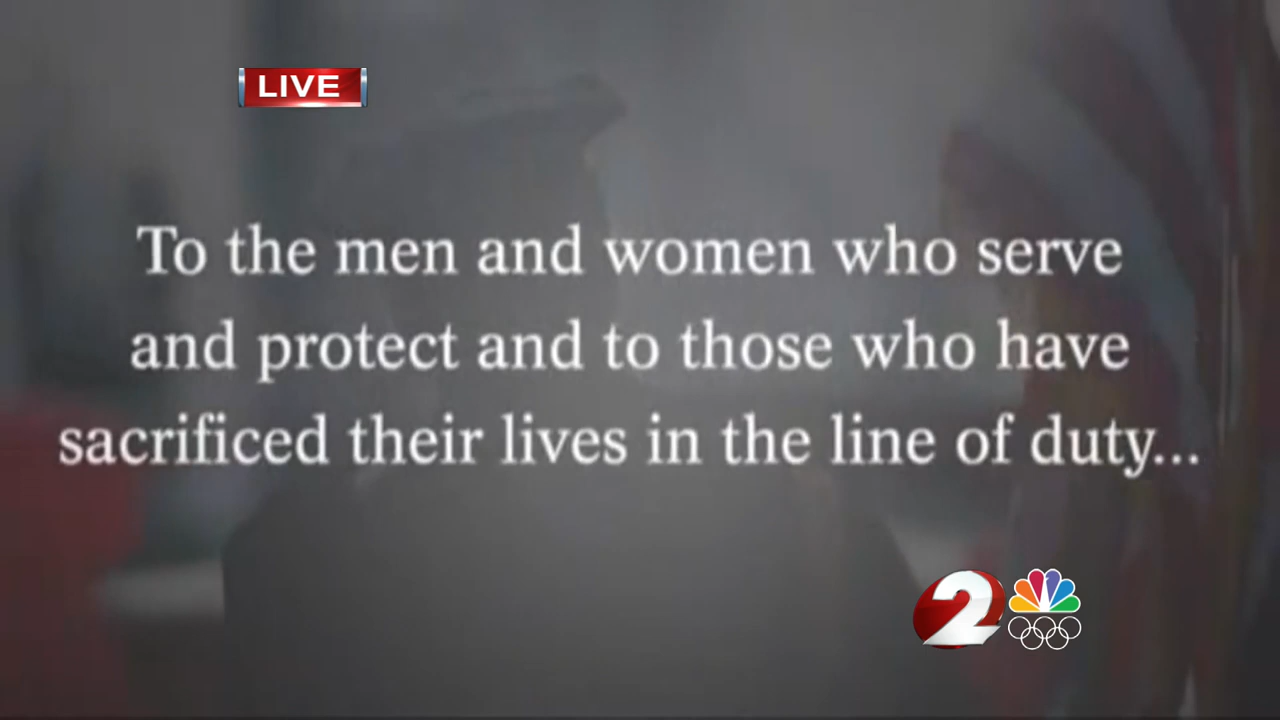 LIVE
To the men and women who serve
and protect and to those who have
sacrificed their lives in the line of duty...
2